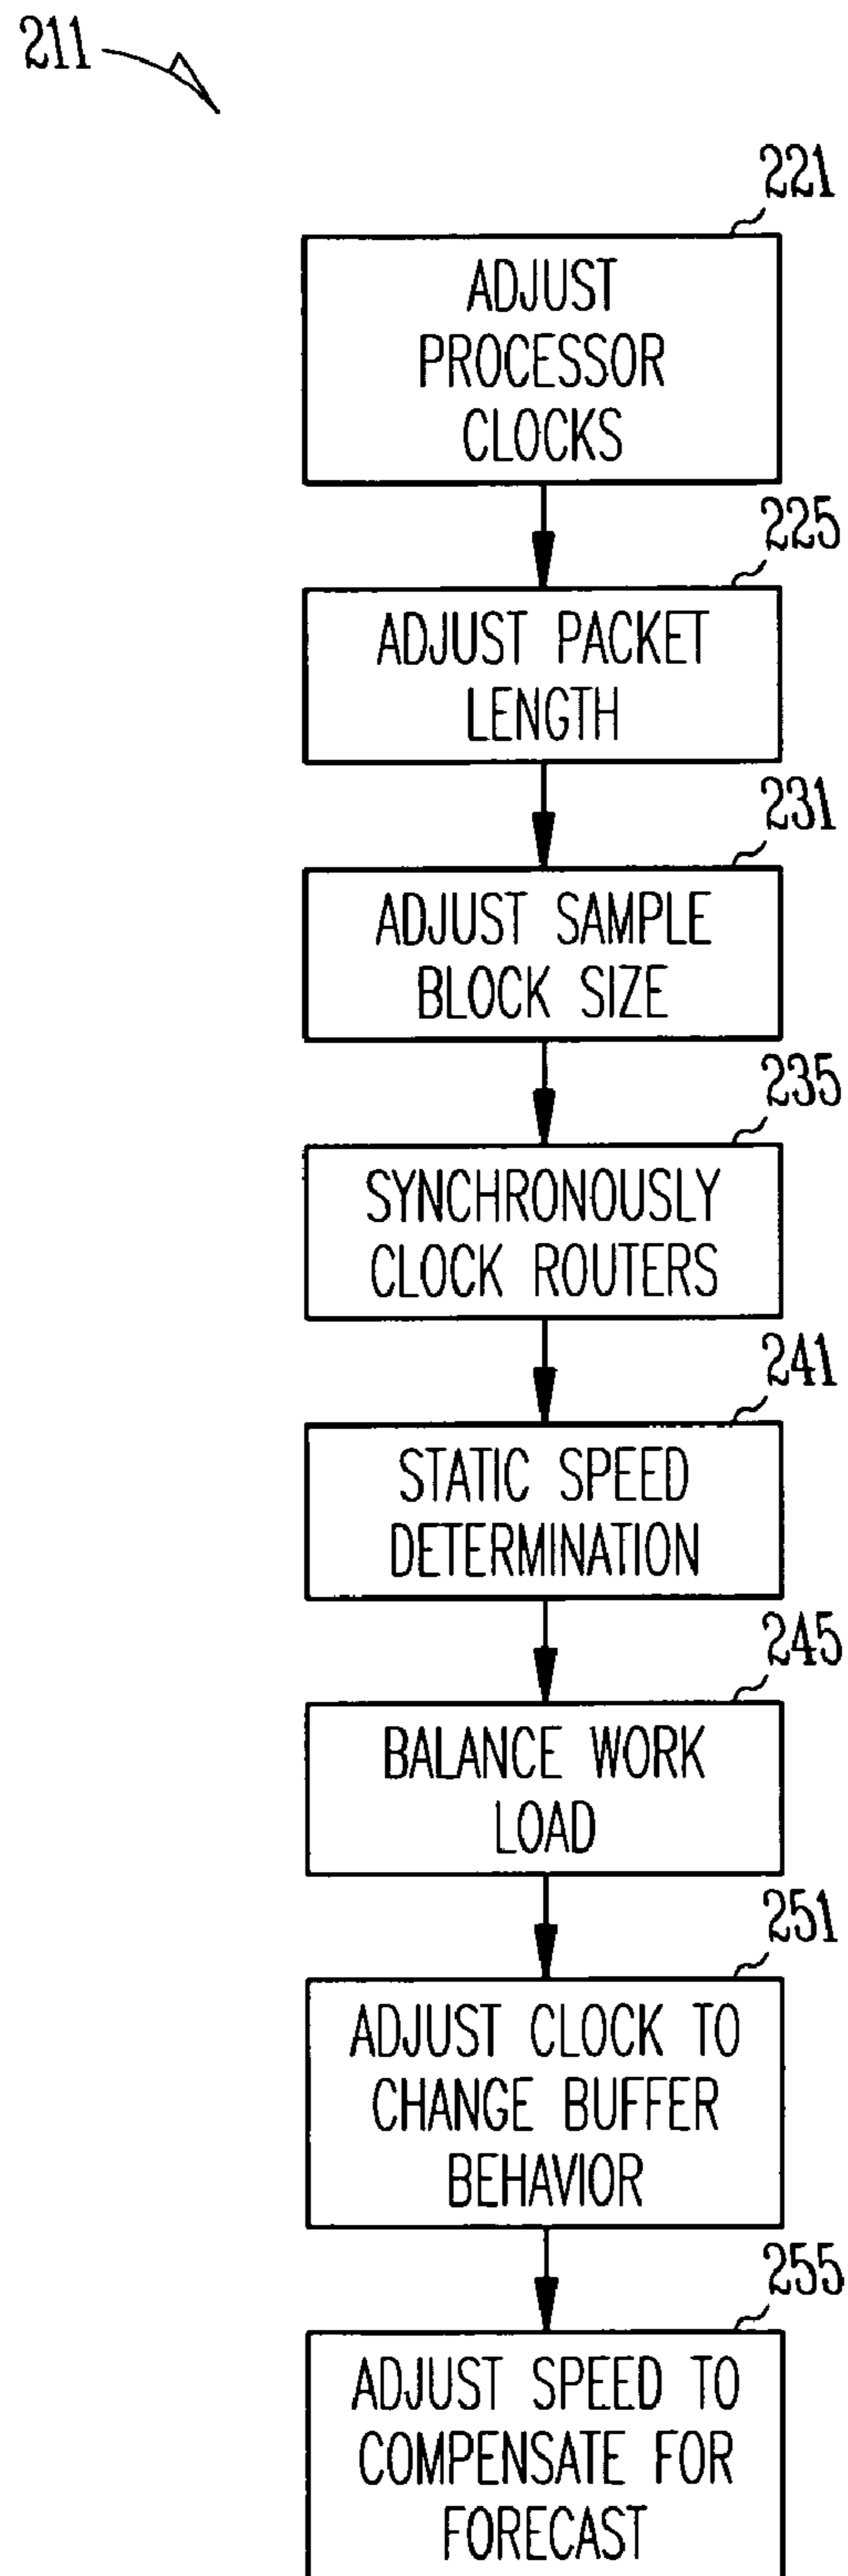 211
221
ADJUST
PROCESSOR
CLOCKS
225
ADJUST PACKET
LENGTH
231
ADJUST SAMPLE
BLOCK SIZE
235
SYNCHRONOUSLY
CLOCK ROUTERS
241
STATIC SPEED
DETERMINATION
245
BALANCE WORK
LOAD
251
ADJUST CLOCK TO
CHANGE BUFFER
BEHAVIOR
255
ADJUST SPEED TO
COMPENSATE FOR
FORECAST